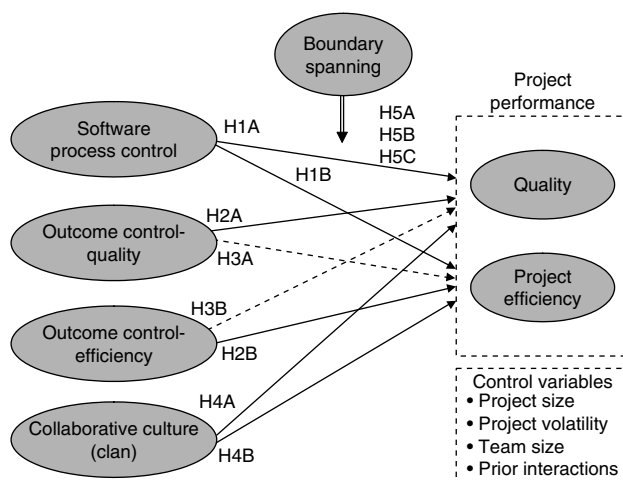 Boundary
spanning
Project
performance
H5A
H5B
H5C
H1A
Software
process control
H1B
Quality
H2A
Outcome control-
quality
H3A
Project
efficiency
H3B
Outcome control-
efficiency
H2B
H4A
Collaborative culture
(clan)
H4B
Control variables
• Project size
• Project volatility
• Team size
• Prior interactions